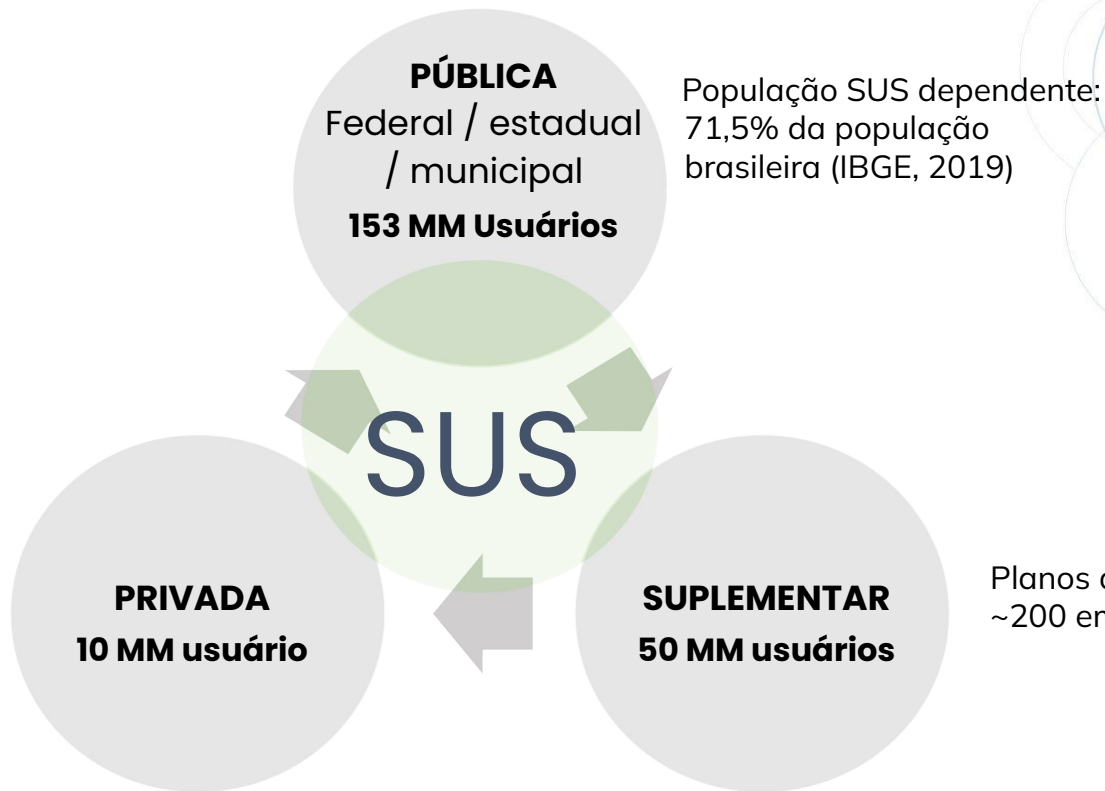 PÚBLICA
Federal / estadual
/ municipal
153 MM Usuários
População SUS dependente:
71,5% da população
brasileira (IBGE, 2019)
SUS
PRIVADA
10 MM usuário
SUPLEMENTAR
50 MM usuários
Planos
~200